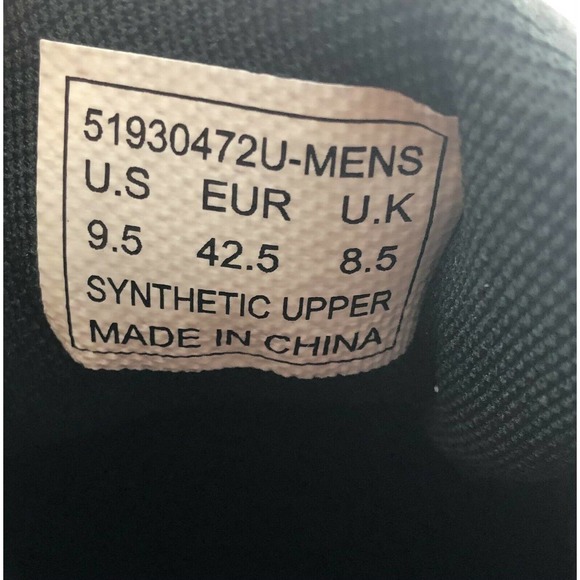 51930472U-MENS
U.S EUR U.K
9.5 42.5 8.5
SYNTHETIC UPPER
MADE IN CHINA